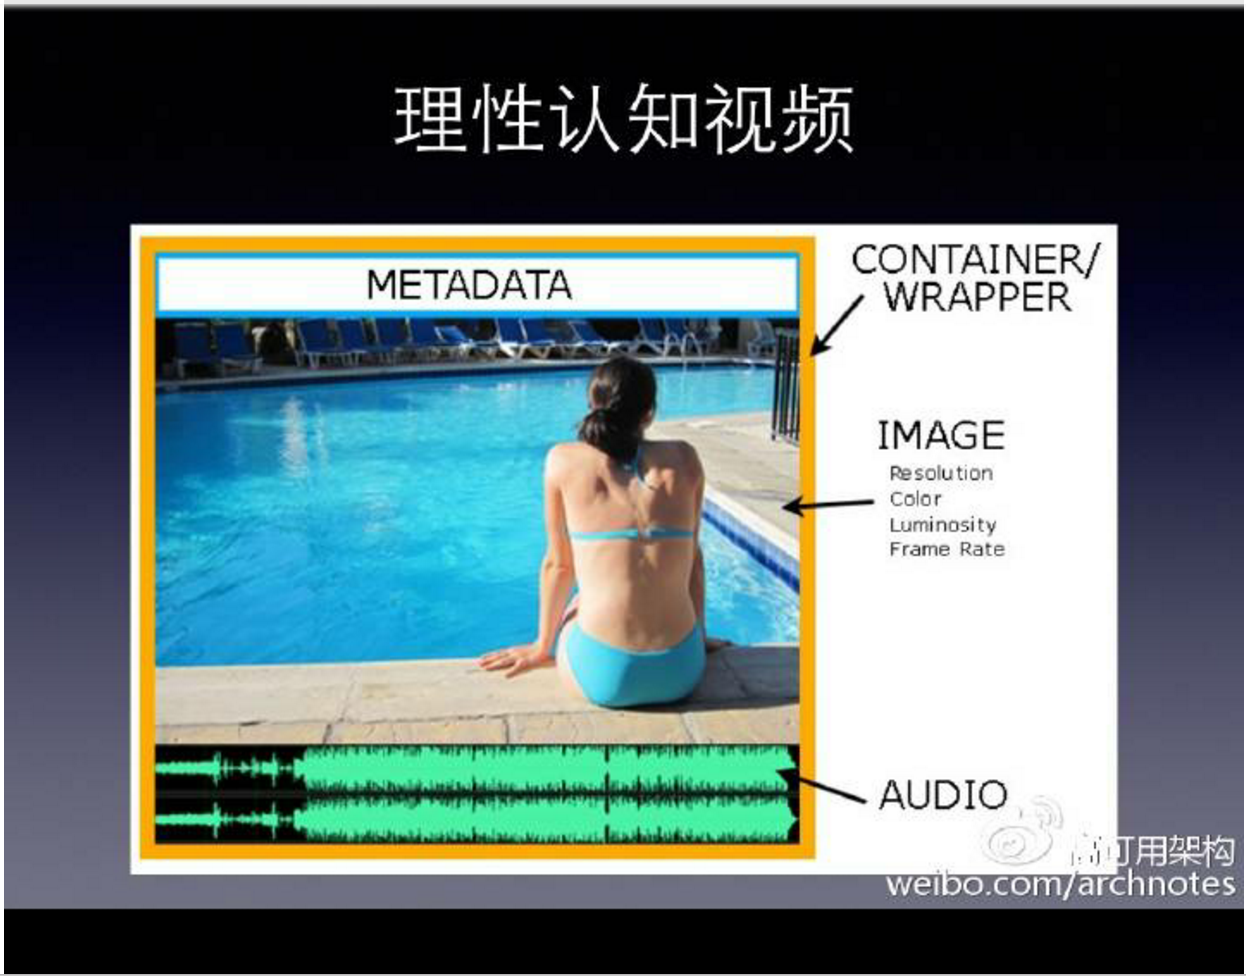 理性认知视频
METADATA
CONTAINER/
WRAPPER
IMAGE
Resolution
Color
Luminosity
Frame Rate
AUDIO
高可用架构
weibo.com/archnotes